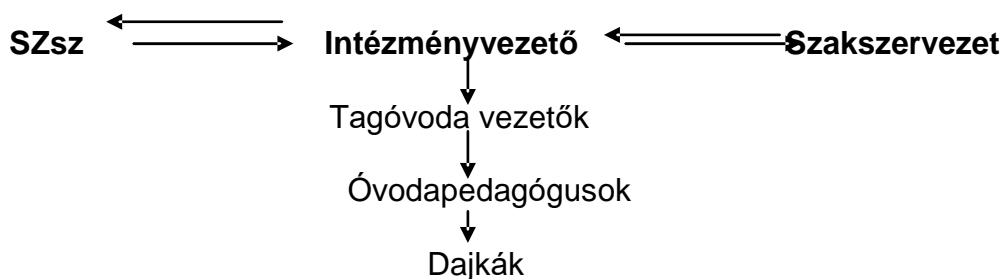 SZsz Intézményvezető Szakszervezet
Tagóvoda vezetők
Óvodapedagógusok
Dajkák